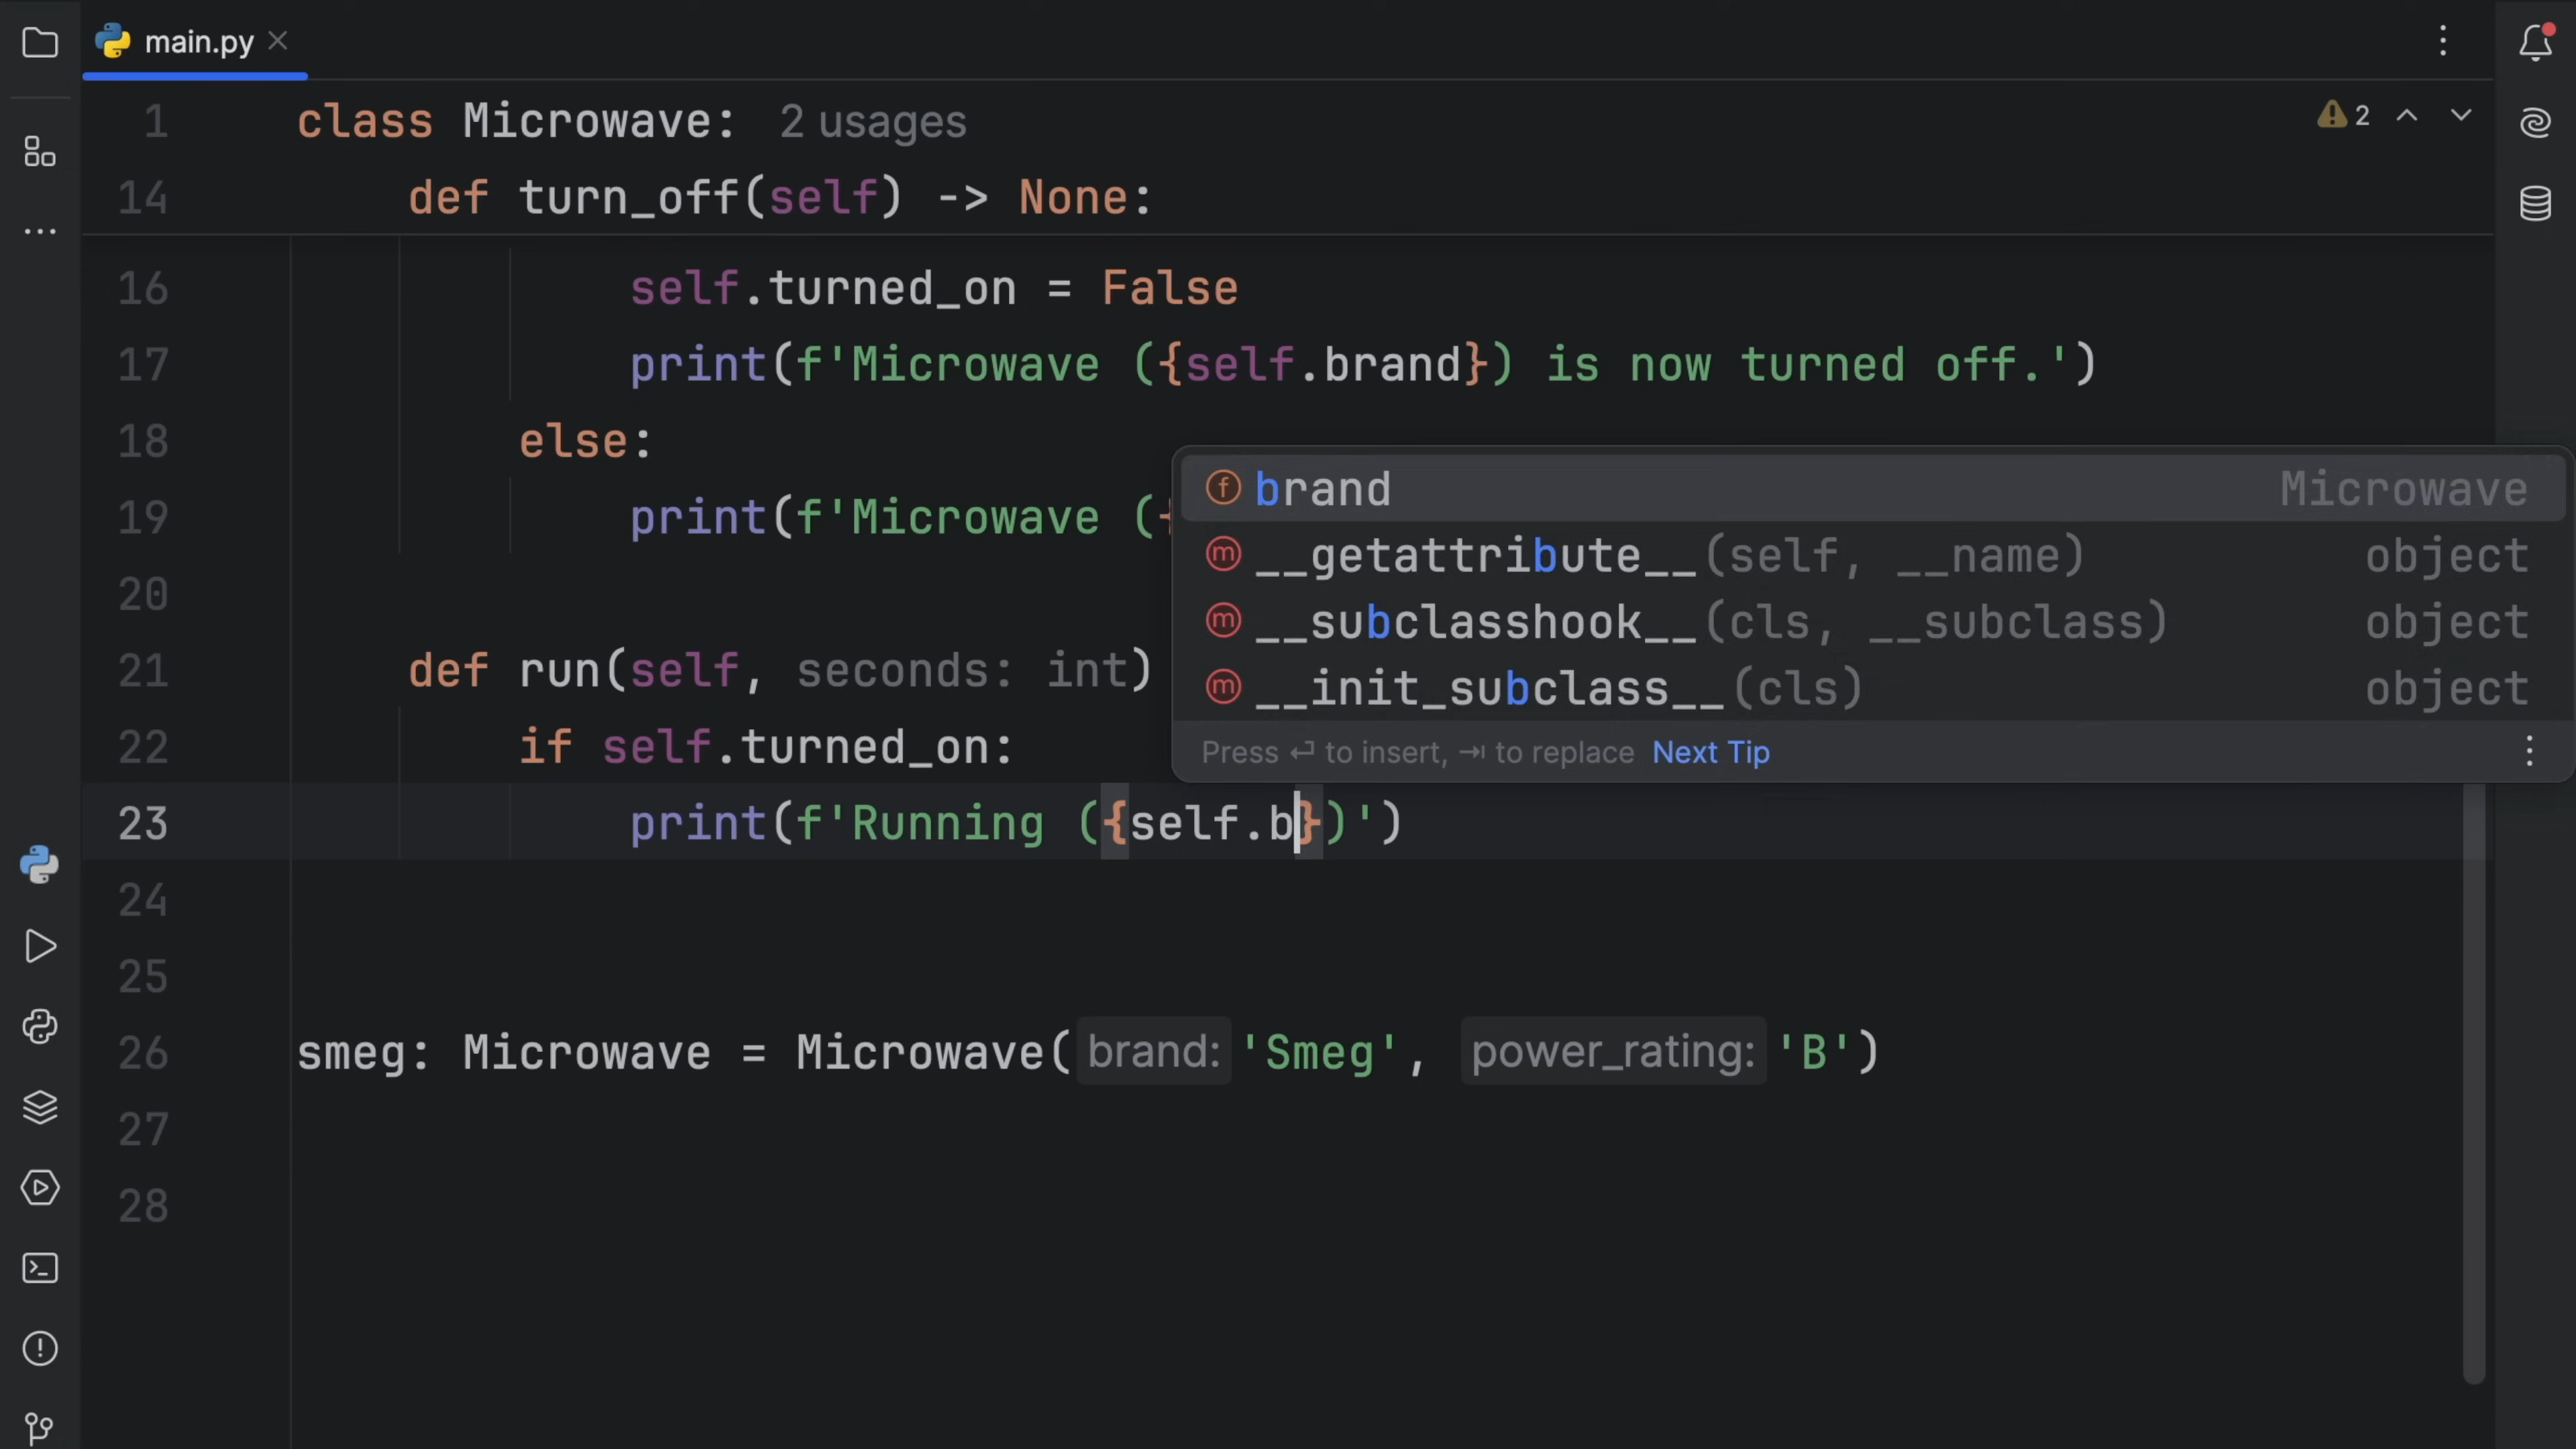 main.py
1 class Microwave: 2 usages
2
14 def turn_off(self) -> None:
16 self.turned_on = False
17 print(f'Microwave ({self.brand}) is now turned off.')
18 else:
19 print(f'Microwave ({
20
21 def run(self, seconds: int)
22 if self.turned_on:
23 print(f'Running ({self.b})')
24
25
26 smeg: Microwave = Microwave( brand: 'Smeg', power_rating: 'B')
27
28
brand Microwave
__getattribute__(self, __name) object
__subclasshook__(cls, __subclass) object
__init_subclass__(cls) object
Press ↵ to insert, ⇥ to replace Next Tip